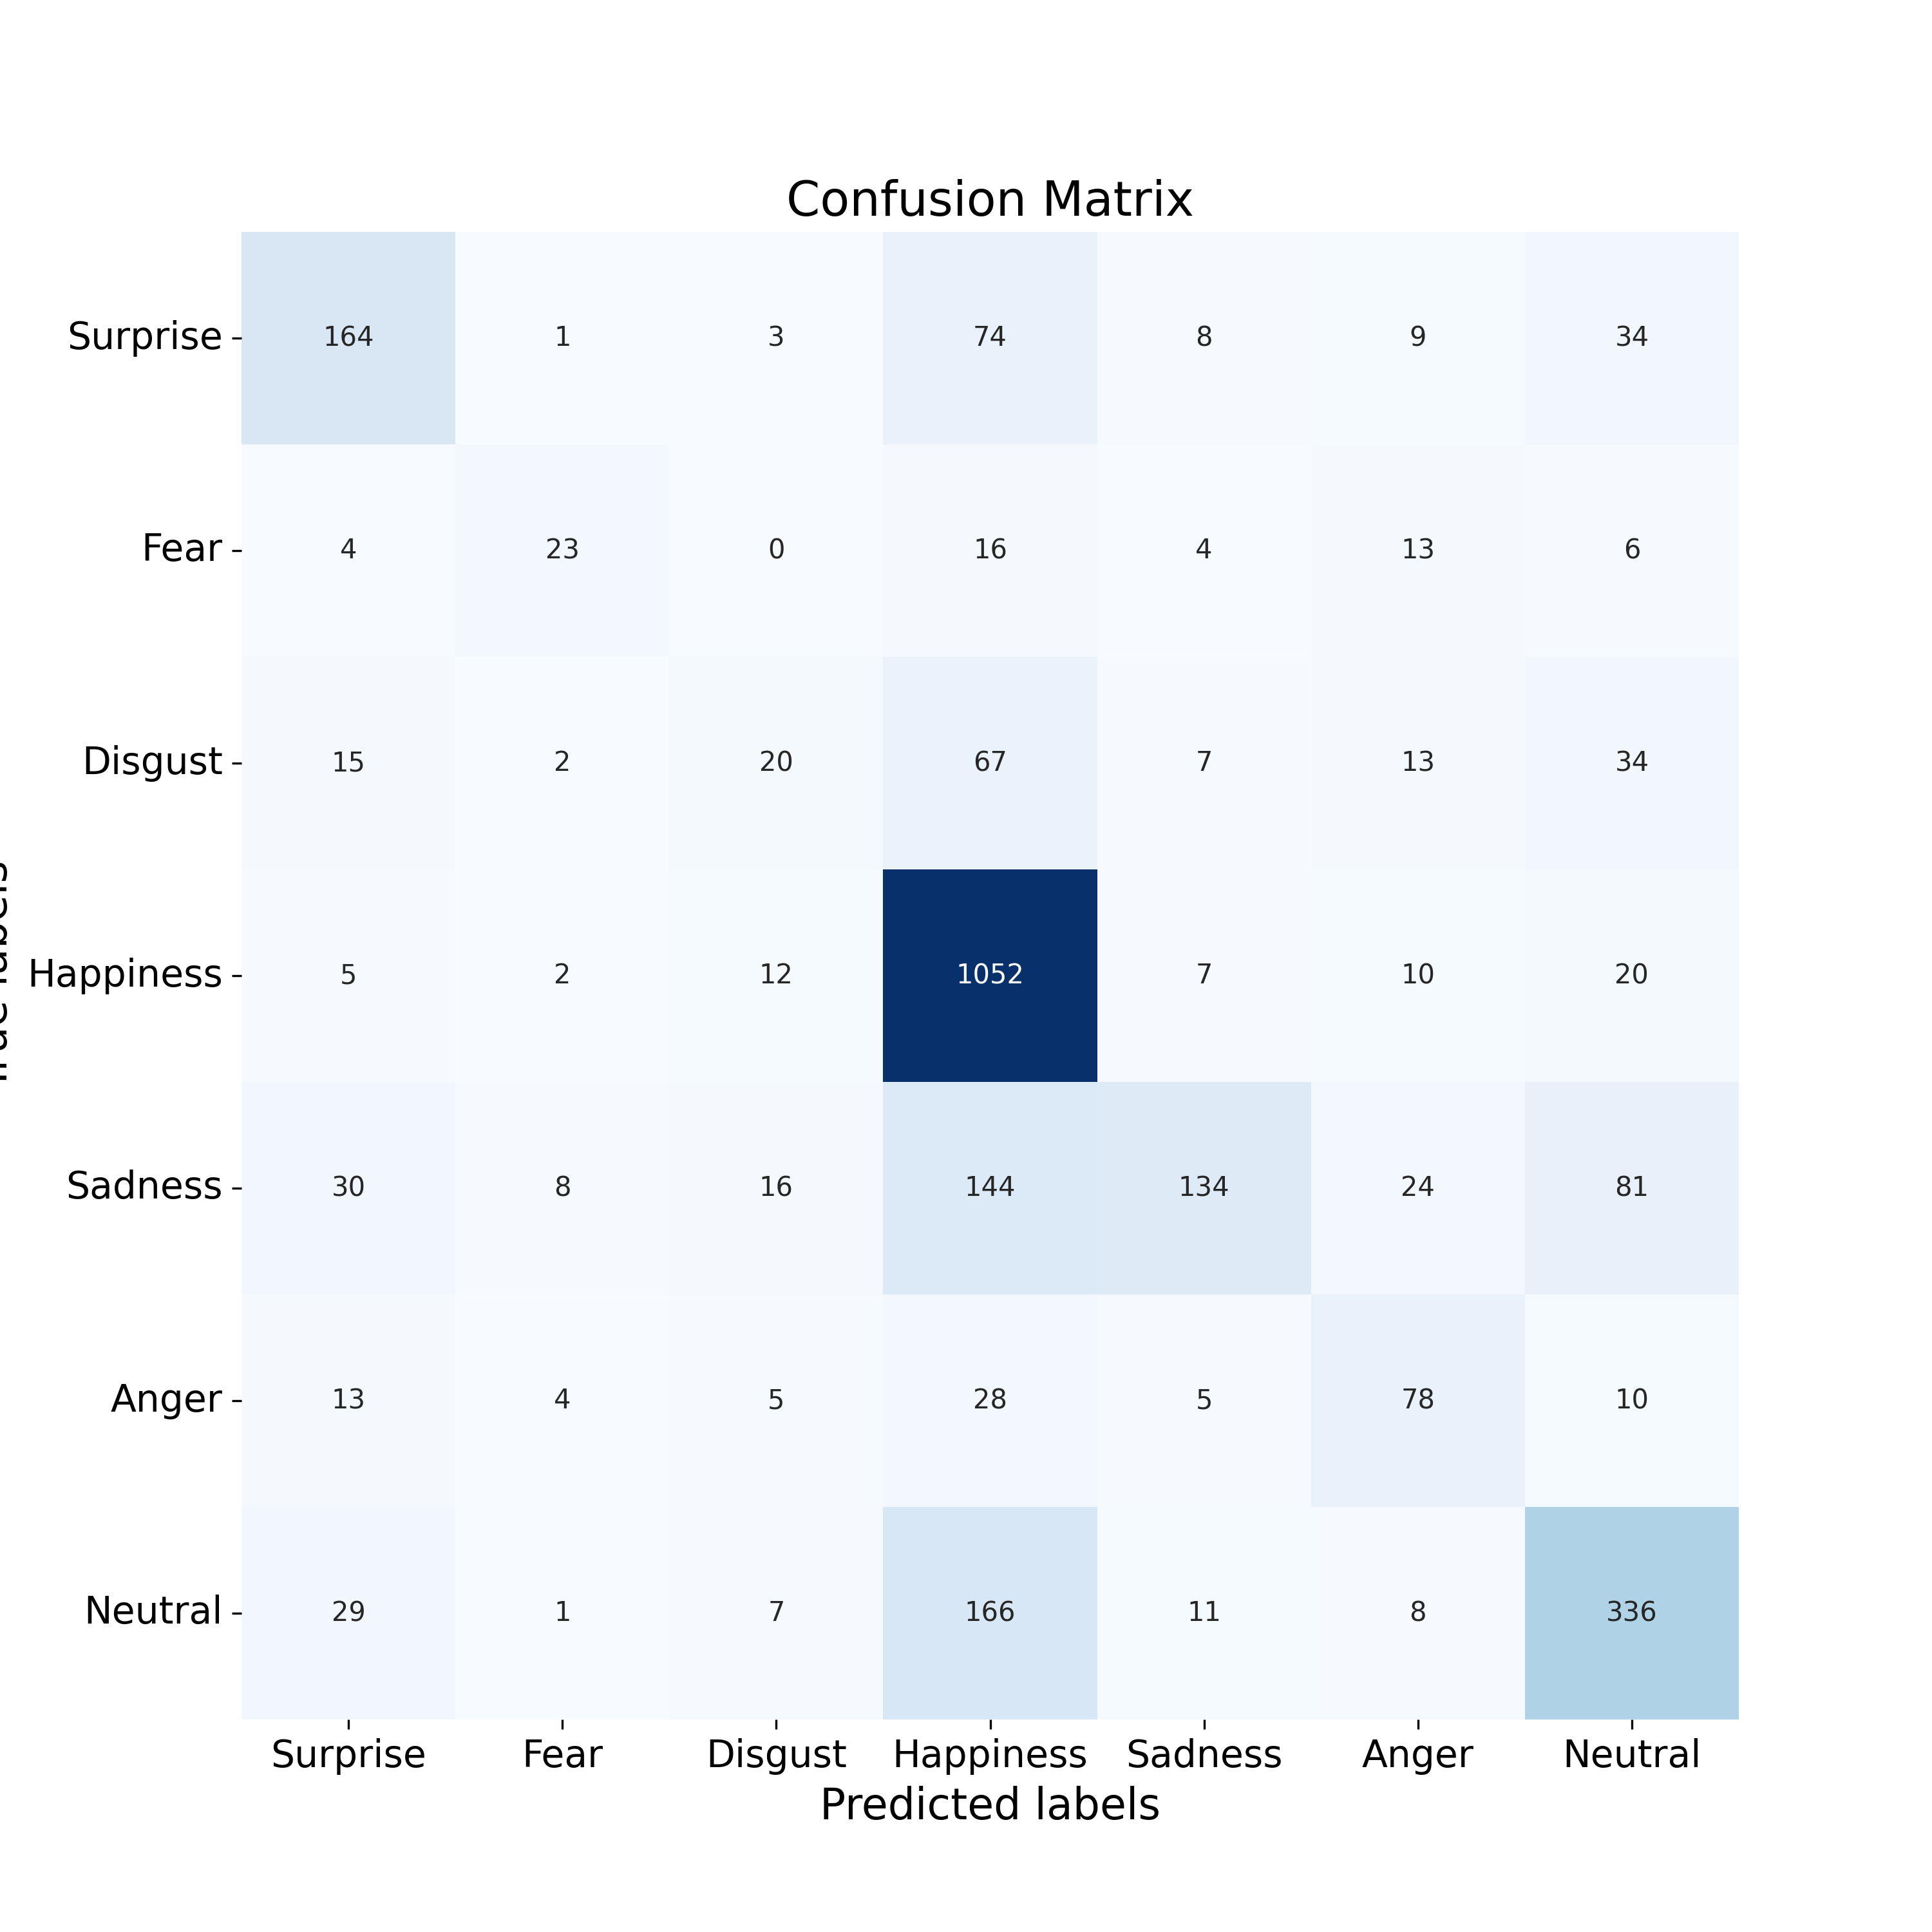 Confusion Matrix
Surprise 164 1 3 74 8 9 34
Fear 4 23 0 16 4 13 6
Disgust 15 2 20 67 7 13 34
Happiness 5 2 12 1052 7 10 20
Sadness 30 8 16 144 134 24 81
Anger 13 4 5 28 5 78 10
Neutral 29 1 7 166 11 8 336
Surprise Fear Disgust Happiness Sadness Anger Neutral
Predicted labels